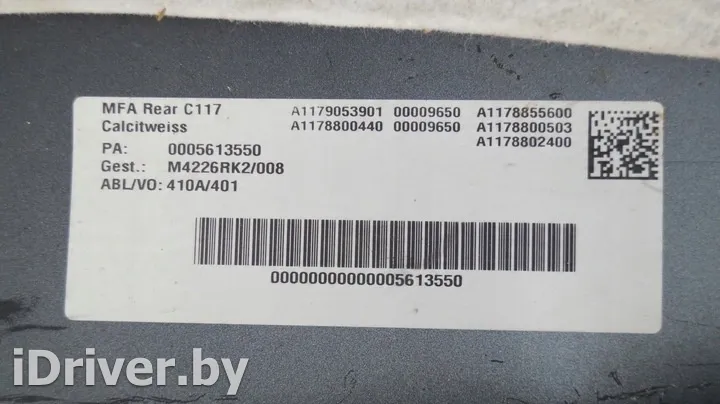 MFA Rear C117 A1179053901 00009650 A1178855600
Calcitweiss A1178800440 00009650 A1178800503
A1178802400
PA: 0005613550
Gest.: M4226RK2/008
ABL/VO: 410A/401
00000000000005613550
iDriver.by